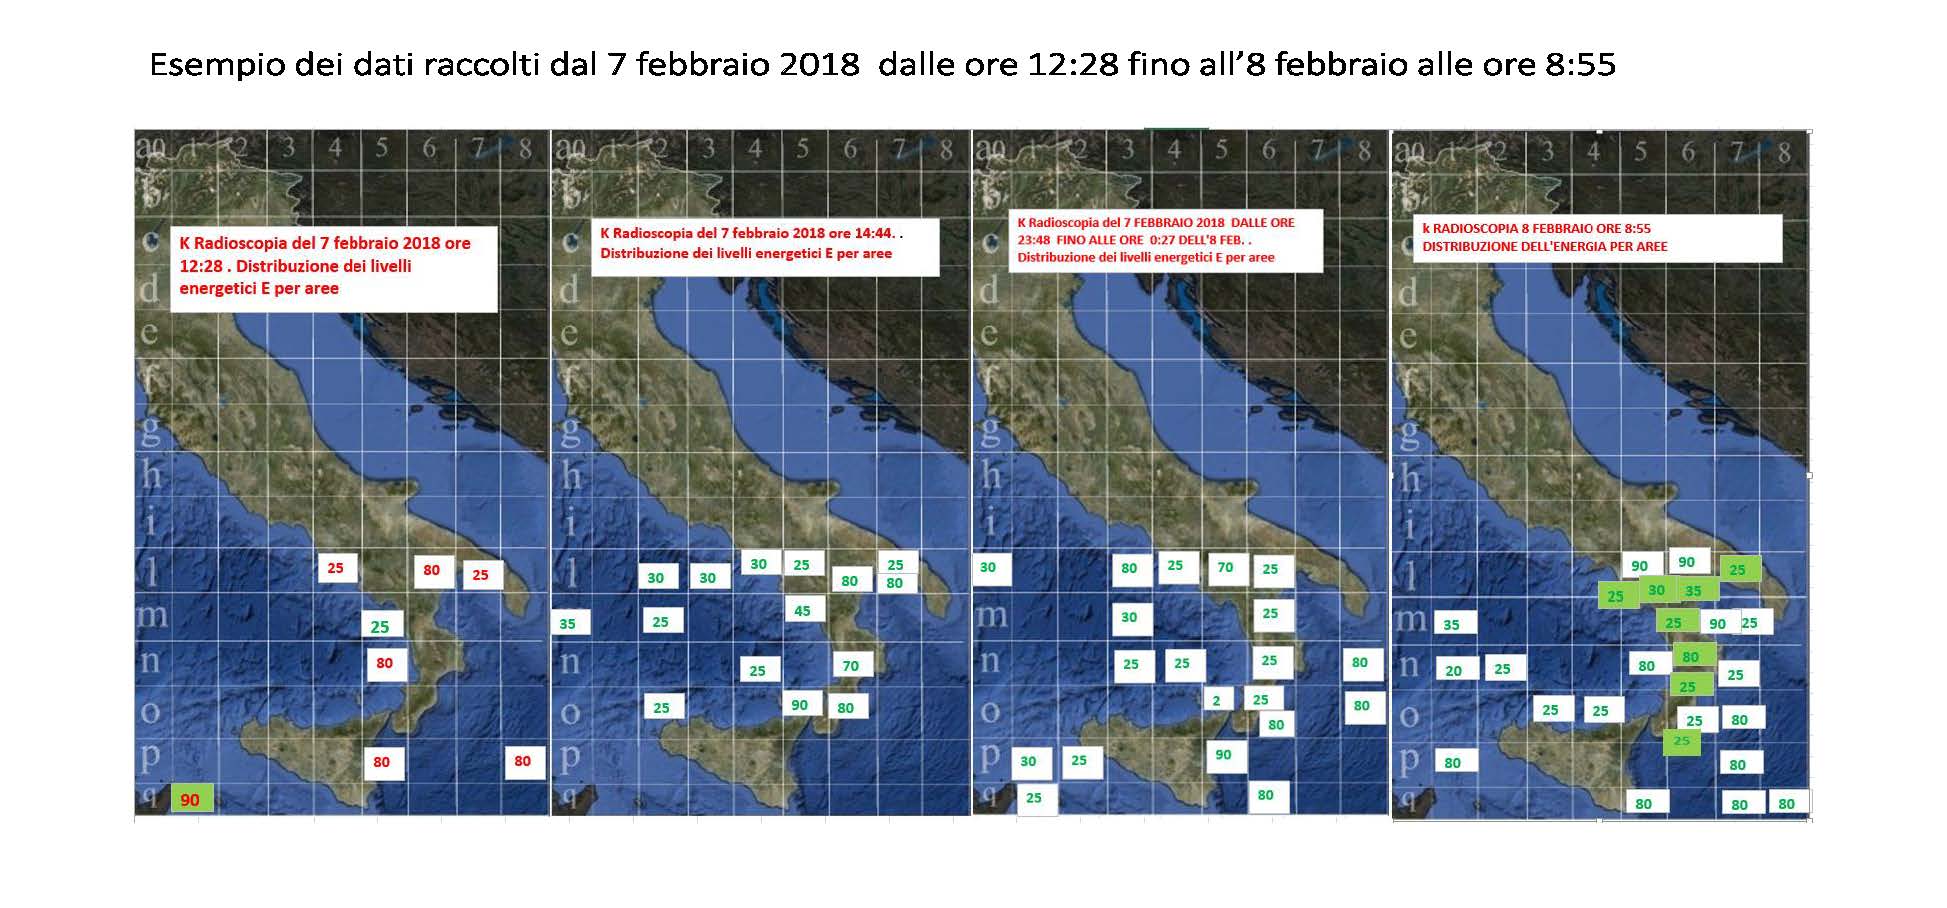 Esempio dei dati raccolti dal 7 febbraio 2018 dalle ore 12:28 fino all’8 febbraio alle ore 8:55
a0 1 2 3 4 5 6 7 8
c
K Radioscopia del 7 febbraio 2018 ore
12:28 . Distribuzione dei livelli
energetici E per aree
d
e
f
g
h
i
l 25 80 25
m 25
n 80
o
p 80 80
q 90
a0 1 2 3 4 5 6 7 8
c
K Radioscopia del 7 febbraio 2018 ore 14:44. .
Distribuzione dei livelli energetici E per aree
d
e
f
g
h
i
30 25 25
l 30 30 80 80
m 35 25 45
n 25 70
o 25 90 80
p
q
a0 1 2 3 4 5 6 7 8
c
K Radioscopia del 7 FEBBRAIO 2018 DALLE ORE
23:48 FINO ALLE ORE 0:27 DELL'8 FEB. .
Distribuzione dei livelli energetici E per aree
d
e
f
g
h
i
l 30 80 25 70 25
m 30 25
n 25 25 25 80
o 2 25 80
80
p 30 25 90
q 25 80
a0 1 2 3 4 5 6 7 8
c
k RADIOSCOPIA 8 FEBBRAIO ORE 8:55
DISTRIBUZIONE DELL'ENERGIA PER AREE
d
e
f
g
h
i
l 90 90 25
25 30 35
m 35 25 90 25
n 20 25 80 80 25
25
o 25 25 25 80
25
p 80 80
q 80 80 80